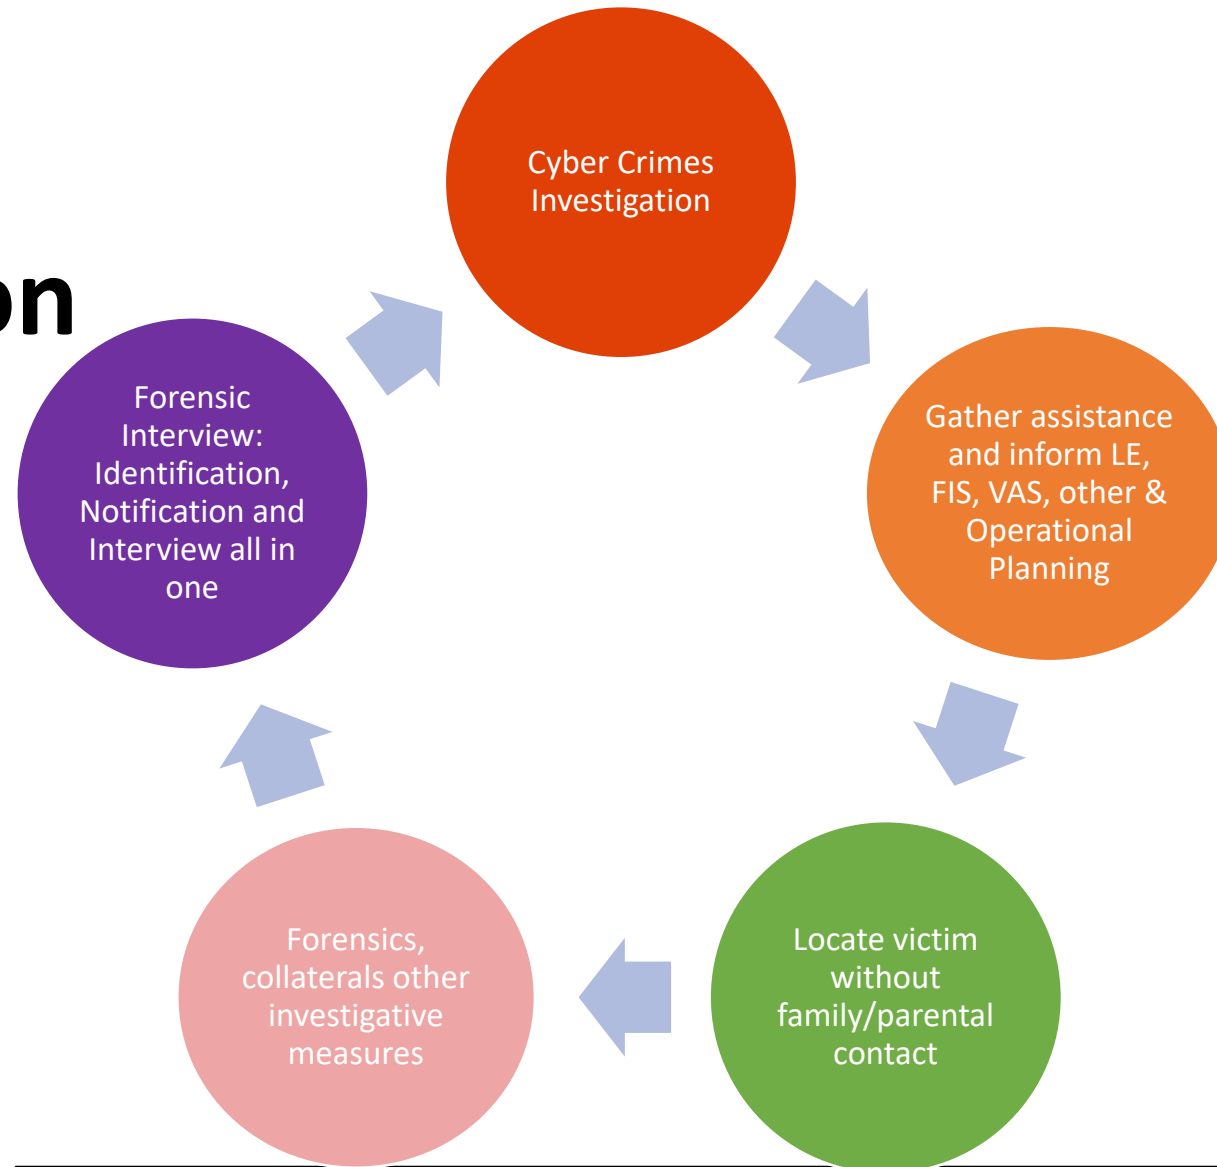 Cyber Crimes
Investigation
on
Gather assistance
and inform LE,
FIS, VAS, other &
Operational
Planning
Locate victim
without
family/parental
contact
Forensics,
collaterals other
investigative
measures
Forensic
Interview:
Identification,
Notification and
Interview all in
one